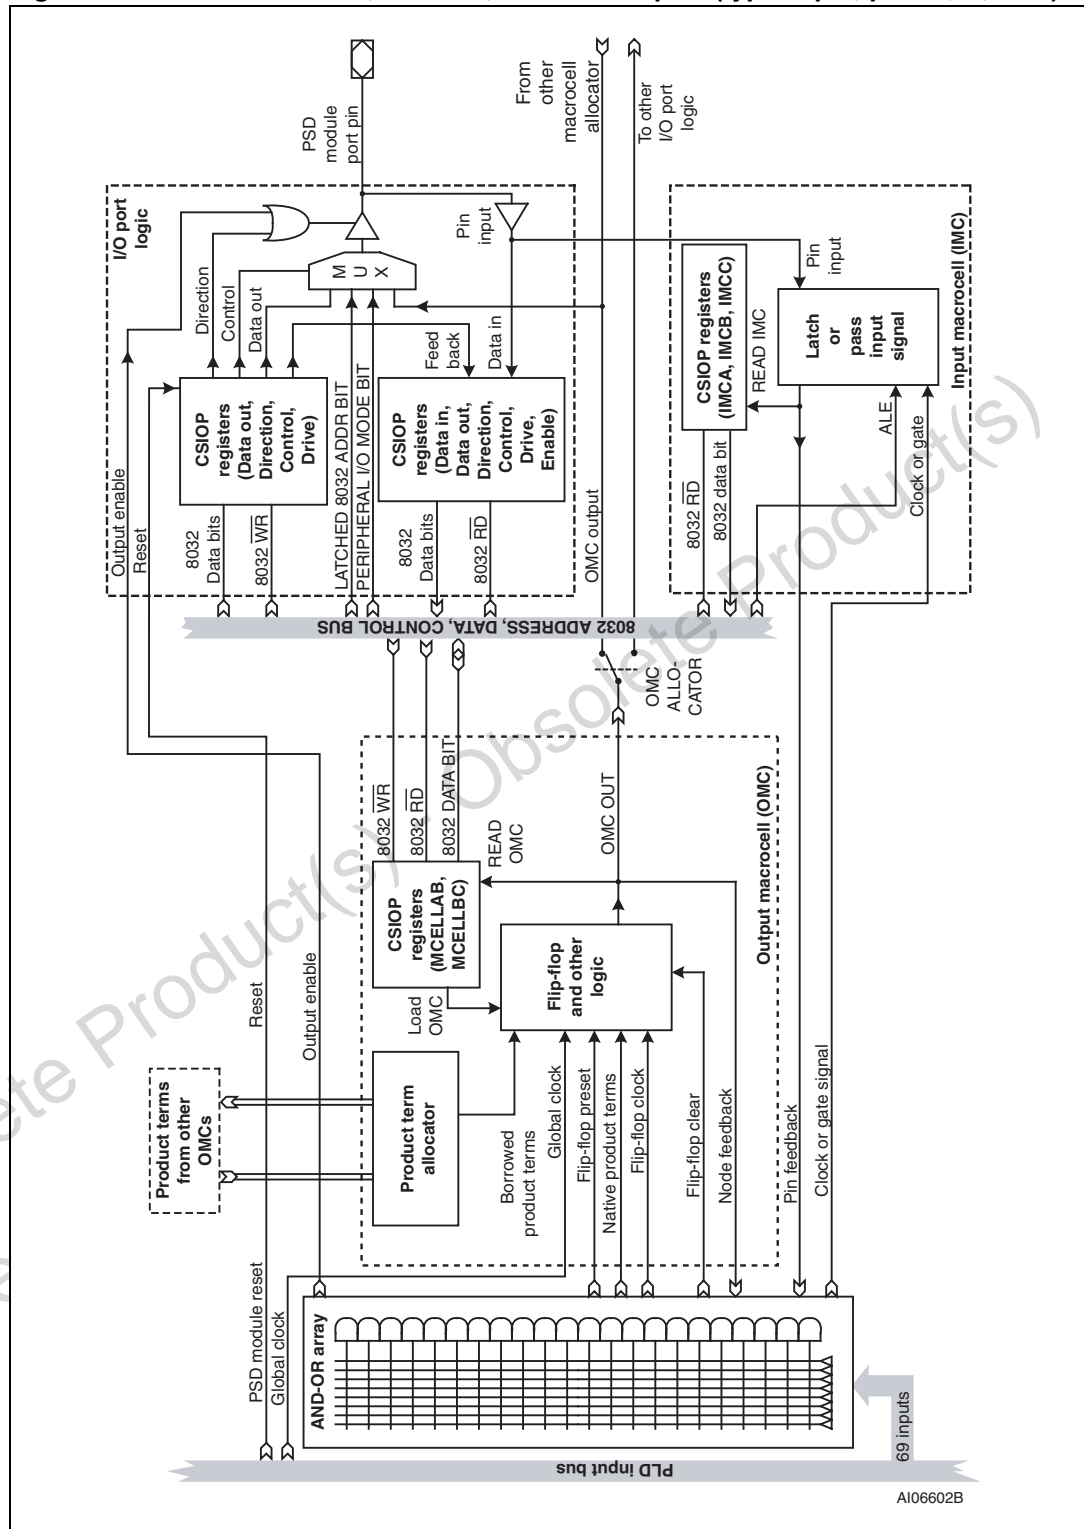 PSD
module
port pin
From
other
macrocell
allocator
To other
I/O port
logic
I/O port
logic
Direction
Control
Data out
M
U
X
Pin
input
Feed
back
Data in
Output enable
Reset
CSIOP
registers
(Data out,
Direction,
Control,
Drive)
LATCHED 8032 ADDR BIT
PERIPHERAL I/O MODE BIT
CSIOP
registers
(Data in,
Data out,
Direction,
Control,
Drive,
Enable)
8032
Data bits
8032 WR
8032
Data bits
8032 RD
OMC output
CSIOP registers
(IMCA, IMCB, IMCC)
READ IMC
Pin
input
Latch
or
pass
input
signal
ALE
Clock or gate
8032 RD
8032 data bit
Input macrocell (IMC)
8032 ADDRESS, DATA, CONTROL BUS
OMC
ALLO-
CATOR
8032 WR
8032 RD
8032 DATA BIT
READ
OMC
OMC OUT
CSIOP
registers
(MCELLAB,
MCELLBC)
Load
OMC
Flip-flop
and other
logic
Output macrocell (OMC)
Reset
Output enable
Product terms
from other
OMCs
Product term
allocator
Borrowed
product terms
Global clock
Flip-flop preset
Native product terms
Flip-flop clock
Flip-flop clear
Node feedback
Pin feedback
Clock or gate signal
PSD module reset
Global clock
AND-OR array
PLD input bus
69 inputs
AI06602B
lete Product(s) - Obsolete Product(s)